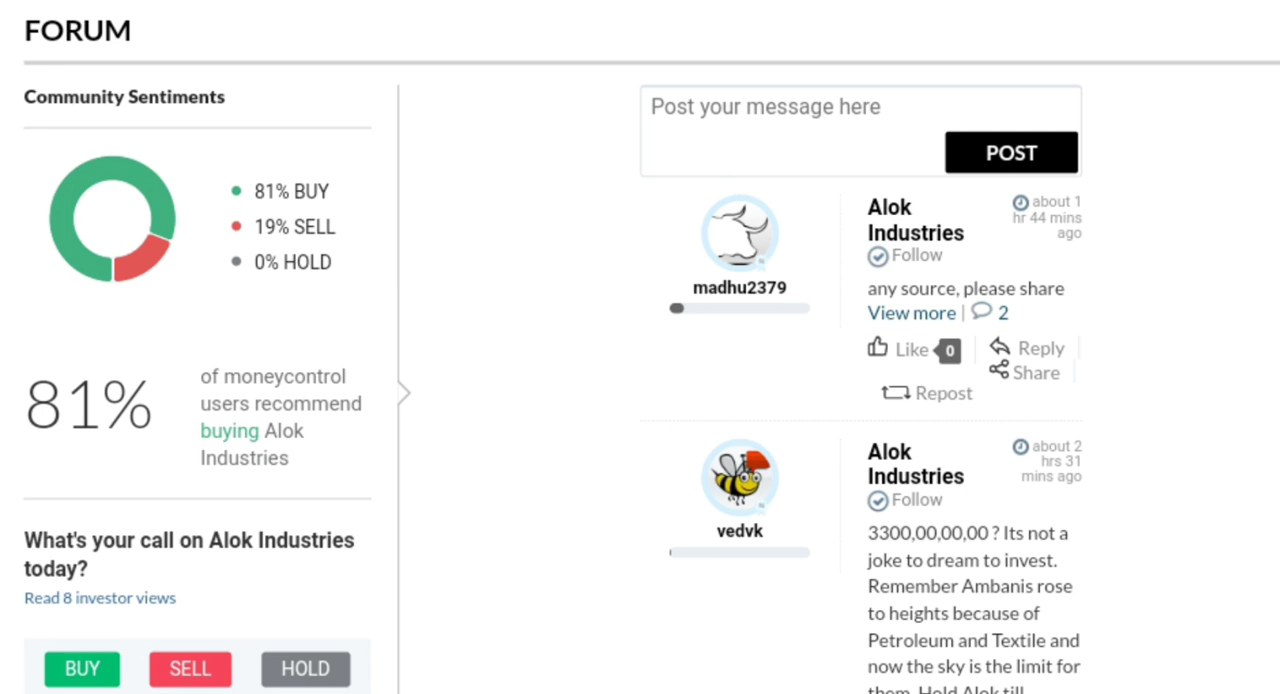 FORUM
Community Sentiments
81% BUY
19% SELL
0% HOLD
81%
of moneycontrol
users recommend
buying Alok
Industries
What's your call on Alok Industries
today?
Read 8 investor views
BUY SELL HOLD
Post your message here
POST
madhu2379
Alok
Industries
about 1
hr 44 mins
ago
Follow
any source, please share
View more | 2
Like 0
Reply
Share
Repost
vedvk
Alok
Industries
about 2
hrs 31
mins ago
Follow
3300,00,00,00 ? Its not a
joke to dream to invest.
Remember Ambanis rose
to heights because of
Petroleum and Textile and
now the sky is the limit for
them. Hold Alok till